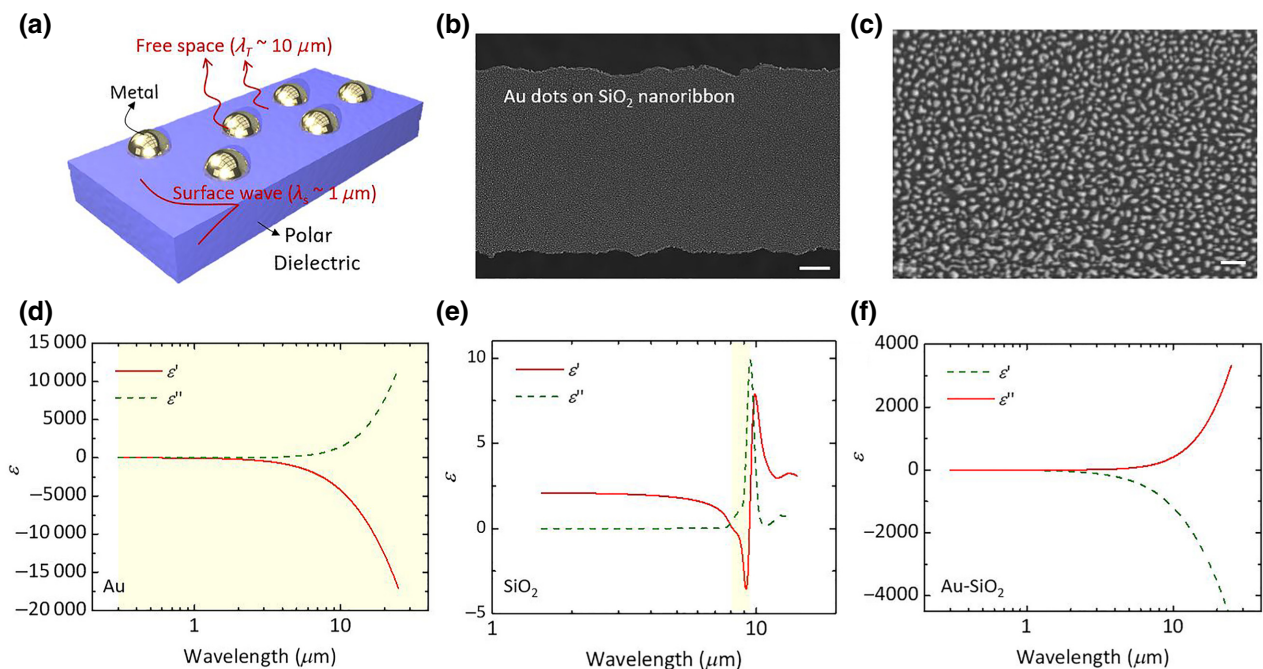 (a)
Free space (λT ~ 10 μm)
Metal
Surface wave (λs ~ 1 μm)
Polar
Dielectric
(b)
Au dots on SiO2 nanoribbon
(c)
(d)
15 000
10 000
5000
0
−5000
−10 000
−15 000
−20 000
ε
ε'
ε''
Au
1
10
Wavelength (μm)
(e)
10
5
0
−5
ε
ε'
ε''
SiO2
1
10
Wavelength (μm)
(f)
4000
2000
0
−2000
−4000
ε
ε'
ε''
Au-SiO2
1
10
Wavelength (μm)